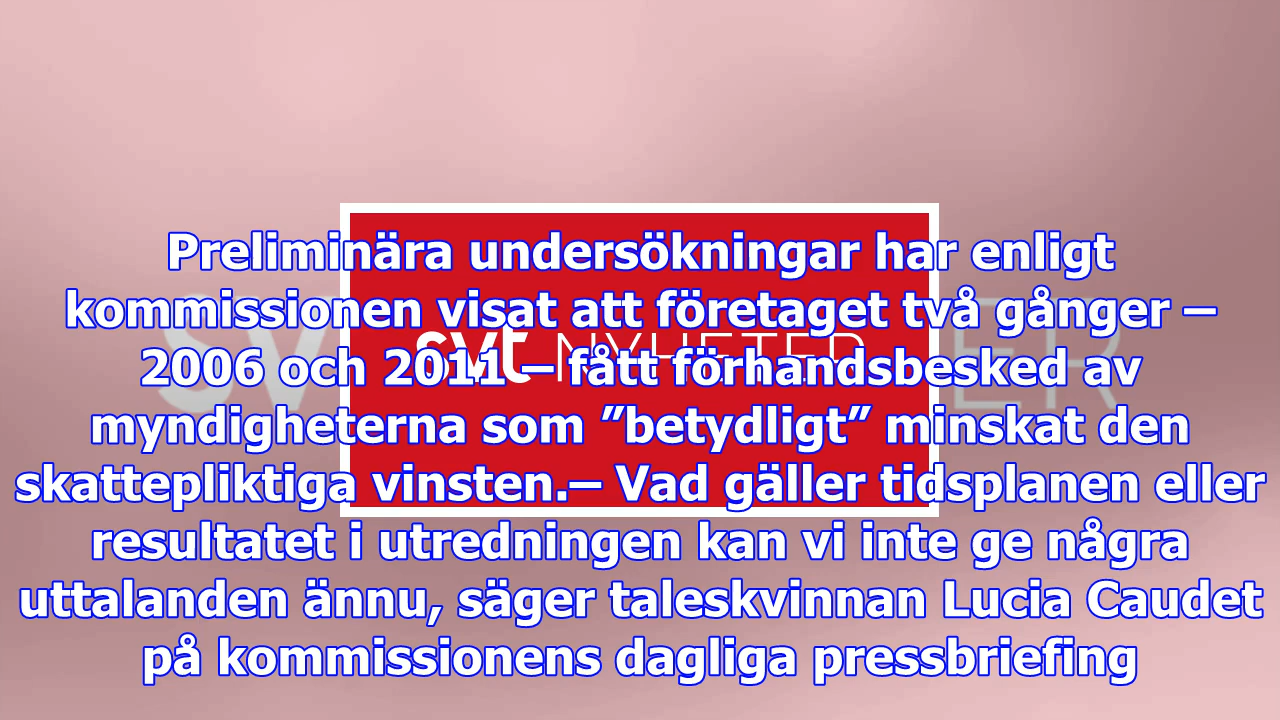 Preliminära undersökningar har enligt
kommissionen visat att företaget två gånger –
2006 och 2011 – fått förhandsbesked av
myndigheterna som ”betydligt” minskat den
skattepliktiga vinsten.– Vad gäller tidsplanen eller
resultatet i utredningen kan vi inte ge några
uttalanden ännu, säger taleskvinnan Lucia Caudet
på kommissionens dagliga pressbriefing
svt NYHETER